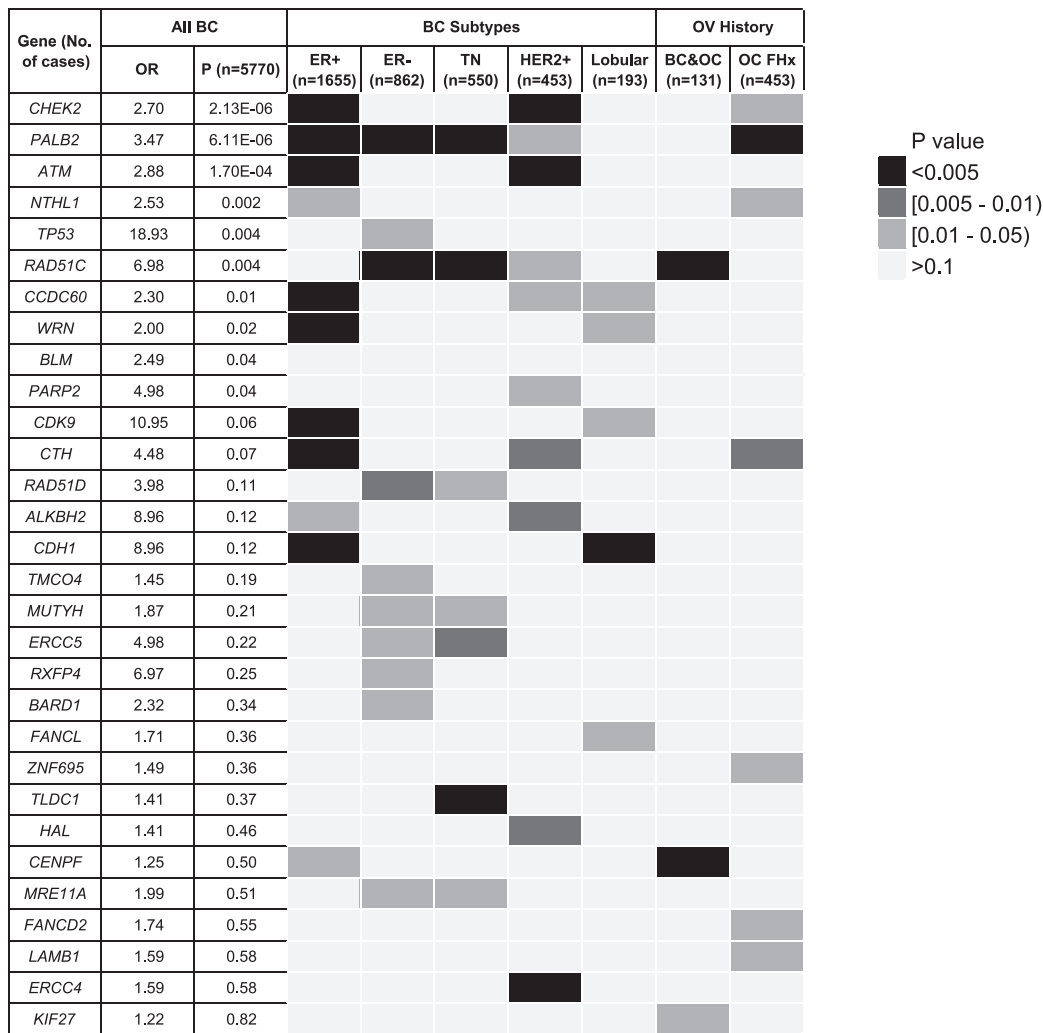 Gene (No. of cases) All BC BC Subtypes OV History
OR P (n=5770) ER+ (n=1655) ER- (n=862) TN (n=550) HER2+ (n=453) Lobular (n=193) BC&OC (n=131) OC FHx (n=453)
CHEK2 2.70 2.13E-06
PALB2 3.47 6.11E-06
ATM 2.88 1.70E-04
NTHL1 2.53 0.002
TP53 18.93 0.004
RAD51C 6.98 0.004
CCDC60 2.30 0.01
WRN 2.00 0.02
BLM 2.49 0.04
PARP2 4.98 0.04
CDK9 10.95 0.06
CTH 4.48 0.07
RAD51D 3.98 0.11
ALKBH2 8.96 0.12
CDH1 8.96 0.12
TMCO4 1.45 0.19
MUTYH 1.87 0.21
ERCC5 4.98 0.22
RXFP4 6.97 0.25
BARD1 2.32 0.34
FANCL 1.71 0.36
ZNF695 1.49 0.36
TLDC1 1.41 0.37
HAL 1.41 0.46
CENPF 1.25 0.50
MRE11A 1.99 0.51
FANCD2 1.74 0.55
LAMB1 1.59 0.58
ERCC4 1.59 0.58
KIF27 1.22 0.82
P value
<0.005
[0.005 - 0.01)
[0.01 - 0.05)
>0.1